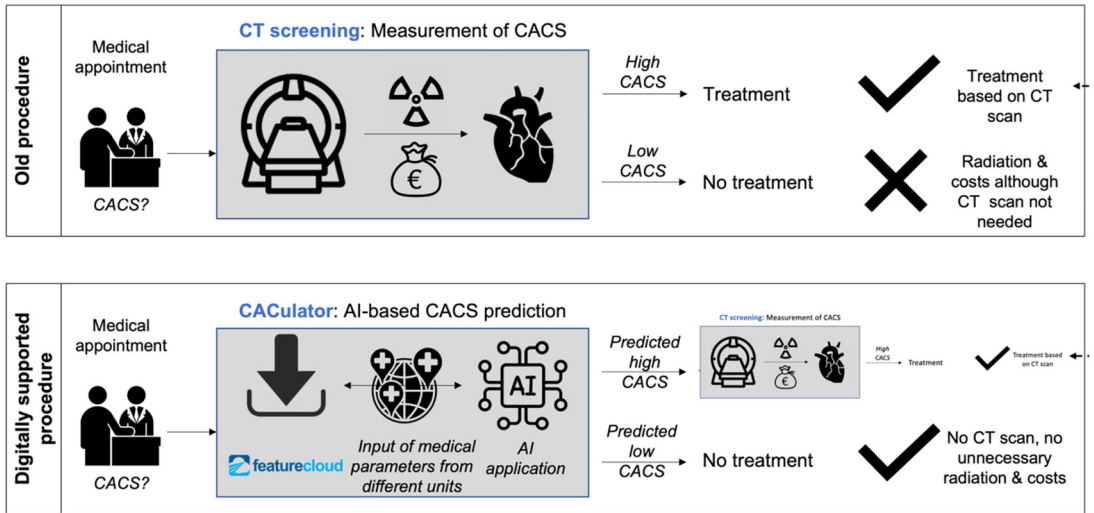 Old procedure
Medical
appointment
CACS?
CT screening: Measurement of CACS
€
High
CACS
Treatment
Treatment
based on CT
scan
Low
CACS
No treatment
Radiation &
costs although
CT scan not
needed
Digitally supported
procedure
Medical
appointment
CACS?
CACulator: AI-based CACS prediction
featurecloud
Input of medical
parameters from
different units
AI
AI
application
Predicted
high
CACS
CT screening: Measurement of CACS
€
High
CACS
Treatment
Treatment based
on CT scan
Predicted
low
CACS
No treatment
No CT scan, no
unnecessary
radiation & costs